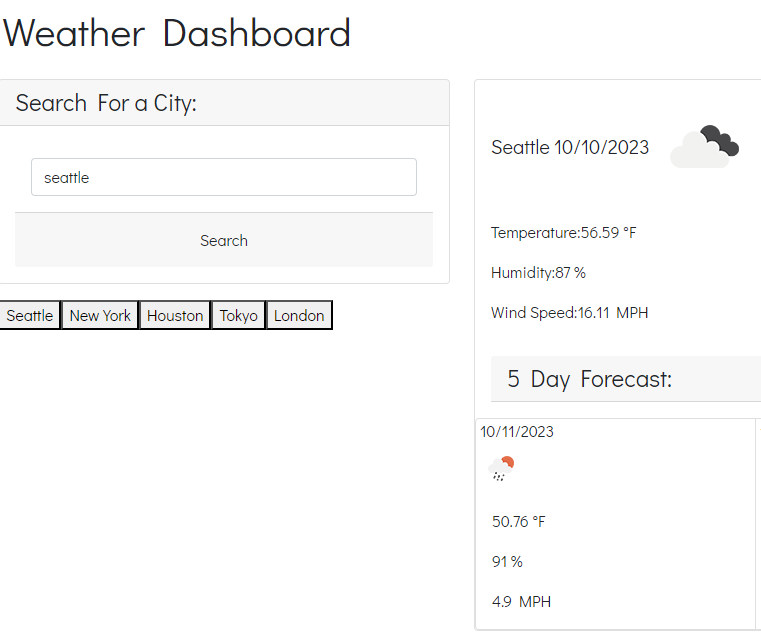 Weather Dashboard
Search For a City:
seattle
Search
Seattle
New York
Houston
Tokyo
London
Seattle 10/10/2023
Temperature:56.59 °F
Humidity:87 %
Wind Speed:16.11 MPH
5 Day Forecast:
10/11/2023
50.76 °F
91 %
4.9 MPH